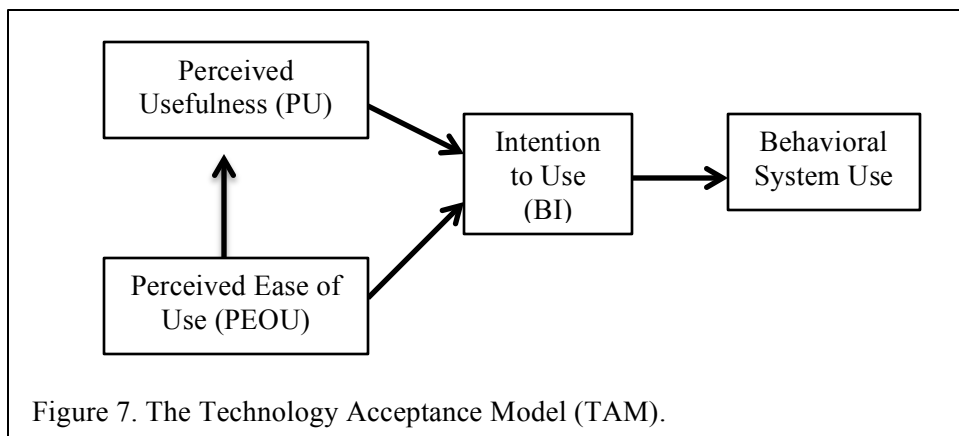 Perceived
Usefulness (PU)
Intention
to Use
(BI)
Behavioral
System Use
Perceived Ease of
Use (PEOU)
Figure 7. The Technology Acceptance Model (TAM).